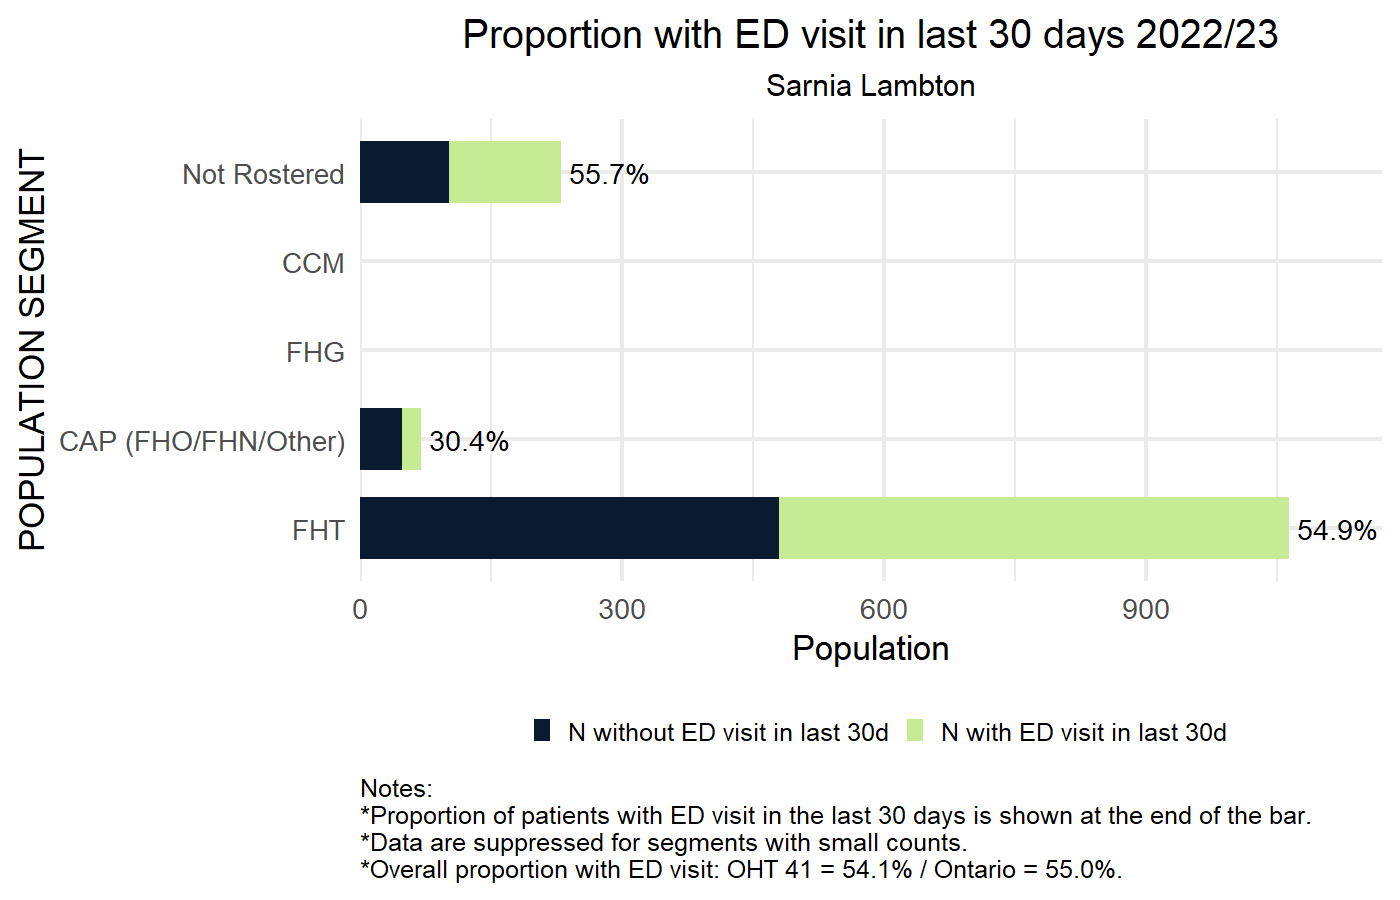 Proportion with ED visit in last 30 days 2022/23
Sarnia Lambton
POPULATION SEGMENT
Not Rostered
55.7%
CCM
FHG
CAP (FHO/FHN/Other)
30.4%
FHT
54.9%
0
300
600
900
Population
N without ED visit in last 30d
N with ED visit in last 30d
Notes:
*Proportion of patients with ED visit in the last 30 days is shown at the end of the bar.
*Data are suppressed for segments with small counts.
*Overall proportion with ED visit: OHT 41 = 54.1% / Ontario = 55.0%.